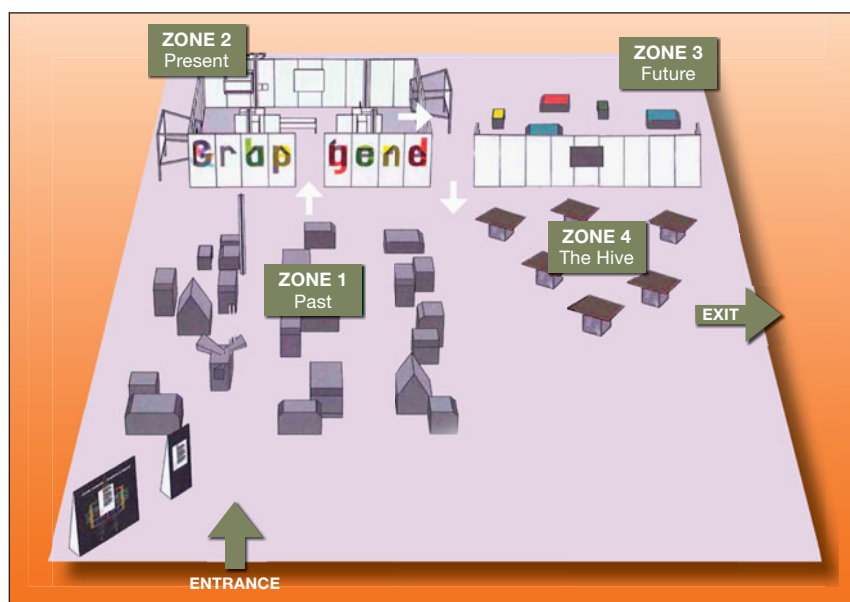 ZONE 2
Present
ZONE 3
Future
ZONE 4
The Hive
ZONE 1
Past
EXIT
ENTRANCE